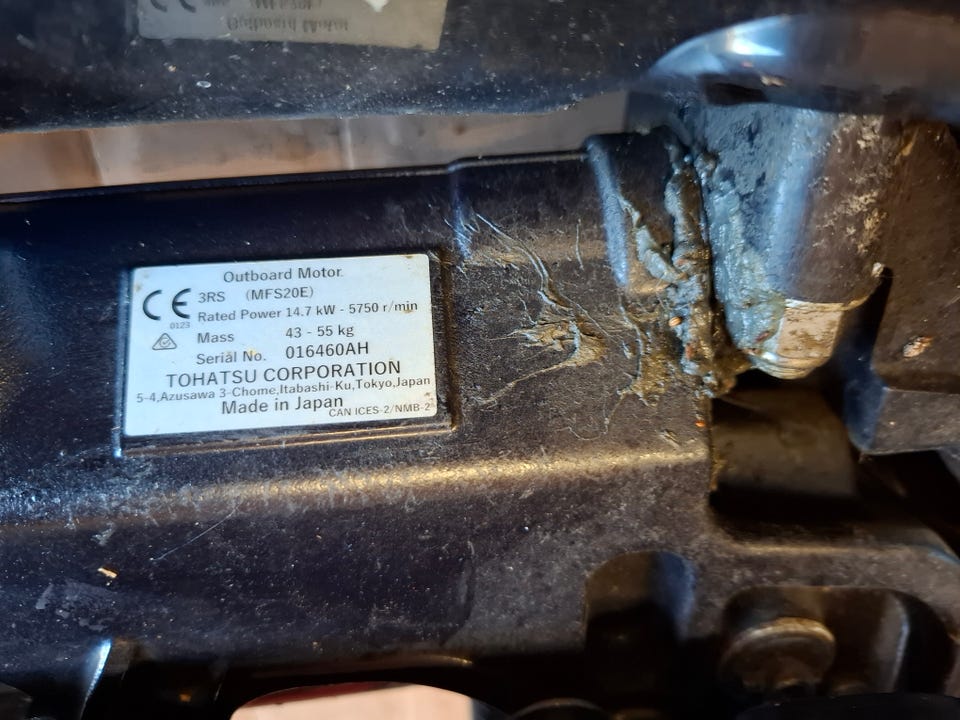 Outboard Motor
CE 0123
3RS (MFS20E)
Rated Power 14.7 kW - 5750 r/min
Mass 43 - 55 kg
Serial No. 016460AH
TOHATSU CORPORATION
5-4,Azusawa 3-Chome,Itabashi-Ku,Tokyo,Japan
Made in Japan
CAN ICES-2/NMB-2